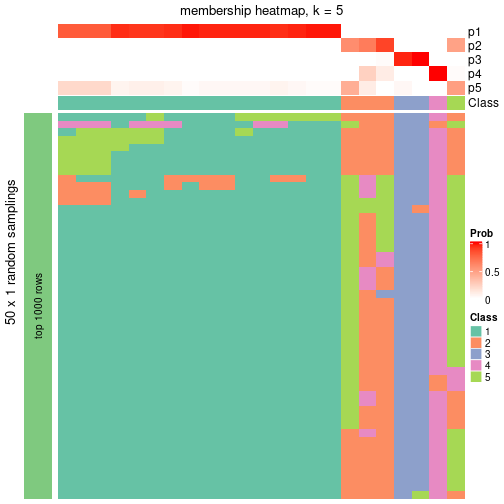 membership heatmap, k = 5
p1
p2
p3
p4
p5
Class
50 x 1 random samplings
top 1000 rows
Prob
1
0.5
0
Class
1
2
3
4
5